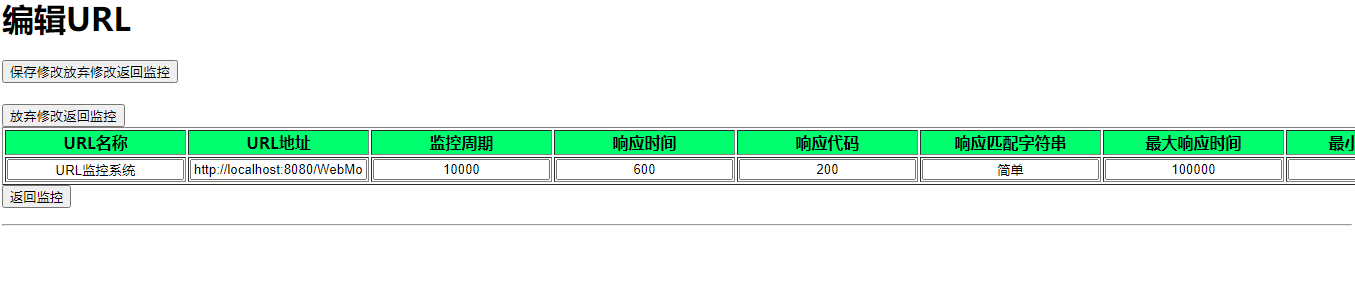 编辑URL
保存修改放弃修改返回监控
放弃修改返回监控
URL名称 URL地址 监控周期 响应时间 响应代码 响应匹配字符串 最大响应时间 最小
URL监控系统 http://localhost:8080/WebMo 10000 600 200 简单 100000
返回监控